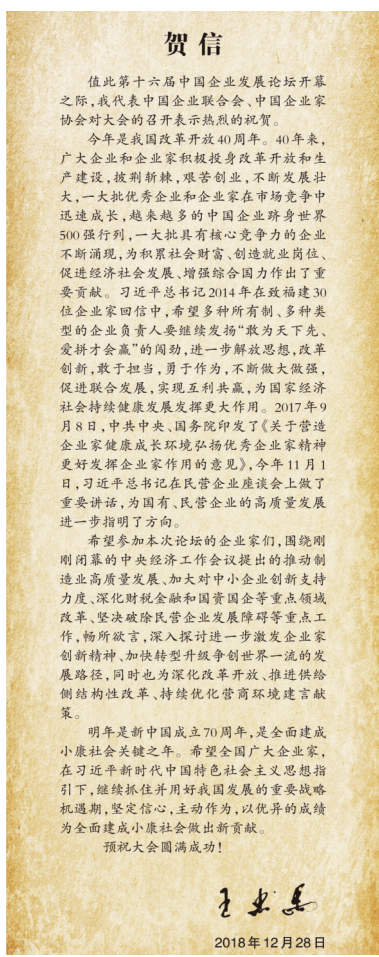 贺信
值此第十六届中国企业发展论坛开幕
之际,我代表中国企业联合会、中国企业家
协会对大会的召开表示热烈的祝贺。
今年是我国改革开放40周年。40年来,
广大企业和企业家积极投身改革开放和生
产建设,披荆斩棘,艰苦创业,不断发展壮
大,一大批优秀企业和企业家在市场竞争中
迅速成长,越来越多的中国企业跻身世界
500强行列,一大批具有核心竞争力的企业
不断涌现,为积累社会财富、创造就业岗位、
促进经济社会发展、增强综合国力作出了重
要贡献。习近平总书记2014年在致福建30
位企业家回信中,希望多种所有制、多种类
型的企业负责人要继续发扬“敢为天下先、
爱拼才会赢”的闯劲,进一步解放思想,改革
创新,敢于担当,勇于作为,不断做大做强,
促进联合发展,实现互利共赢,为国家经济
社会持续健康发展发挥更大作用。2017年9
月8日,中共中央、国务院印发了《关于营造
企业家健康成长环境弘扬优秀企业家精神
更好发挥企业家作用的意见》,今年11月1
日,习近平总书记在民营企业座谈会上做了
重要讲话,为国有、民营企业的高质量发展
进一步指明了方向。
希望参加本次论坛的企业家们,围绕刚
刚闭幕的中央经济工作会议提出的推动制
造业高质量发展、加大对中小企业创新支持
力度、深化财税金融和国资国企等重点领域
改革、坚决破除民营企业发展障碍等重点工
作,畅所欲言,深入探讨进一步激发企业家
创新精神、加快转型升级争创世界一流的发
展路径,同时也为深化改革开放、推进供给
侧结构性改革、持续优化营商环境建言献
策。
明年是新中国成立70周年,是全面建成
小康社会关键之年。希望全国广大企业家,
在习近平新时代中国特色社会主义思想指
引下,继续抓住并用好我国发展的重要战略
机遇期,坚定信心,主动作为,以优异的成绩
为全面建成小康社会做出新贡献。
预祝大会圆满成功!
王忠禹
2018年12月28日